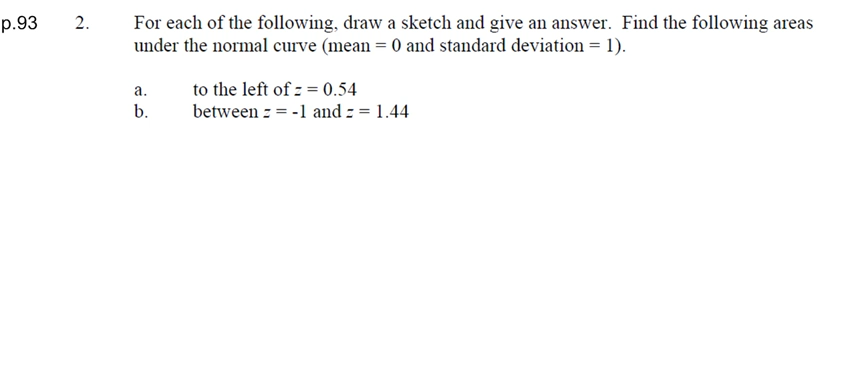 p.93 2. For each of the following, draw a sketch and give an answer. Find the following areas
under the normal curve (mean = 0 and standard deviation = 1).
a. to the left of z = 0.54
b. between z = -1 and z = 1.44